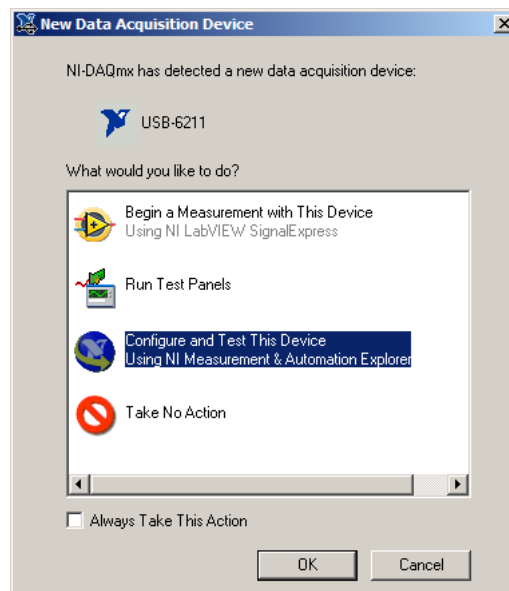 New Data Acquisition Device
NI-DAQmx has detected a new data acquisition device:
USB-6211
What would you like to do?
Begin a Measurement with This Device
Using NI LabVIEW SignalExpress
Run Test Panels
Configure and Test This Device
Using NI Measurement & Automation Explorer
Take No Action
Always Take This Action
OK
Cancel